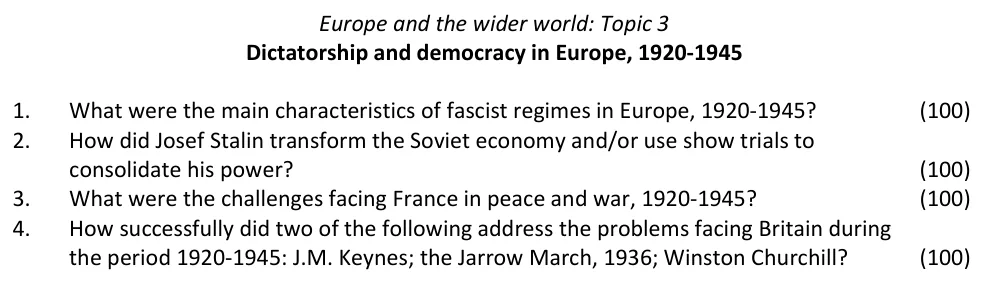 Europe and the wider world: Topic 3
Dictatorship and democracy in Europe, 1920-1945
1. What were the main characteristics of fascist regimes in Europe, 1920-1945? (100)
2. How did Josef Stalin transform the Soviet economy and/or use show trials to
consolidate his power? (100)
3. What were the challenges facing France in peace and war, 1920-1945? (100)
4. How successfully did two of the following address the problems facing Britain during
the period 1920-1945: J.M. Keynes; the Jarrow March, 1936; Winston Churchill? (100)